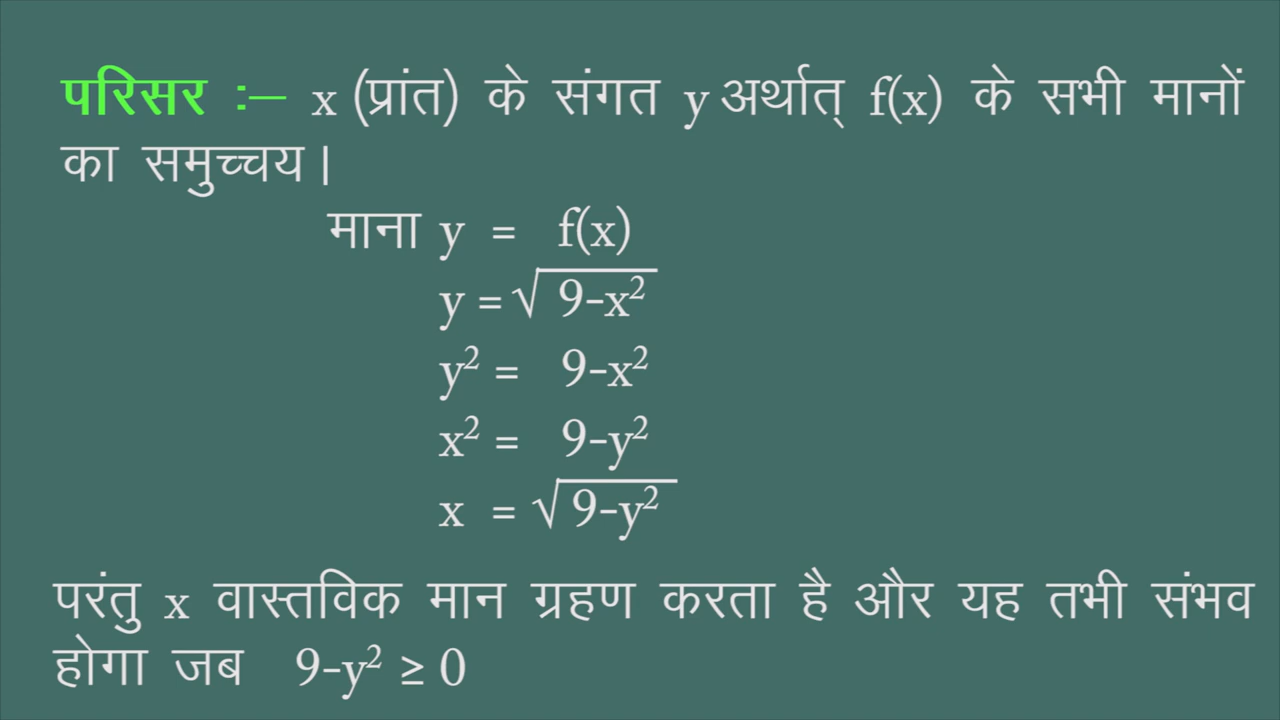 परिसर :– x (प्रांत) के संगत y अर्थात् f(x) के सभी मानों
का समुच्चय।
माना y = f(x)
y = √9-x²
y² = 9-x²
x² = 9-y²
x = √9-y²
परंतु x वास्तविक मान ग्रहण करता है और यह तभी संभव
होगा जब 9-y² ≥ 0